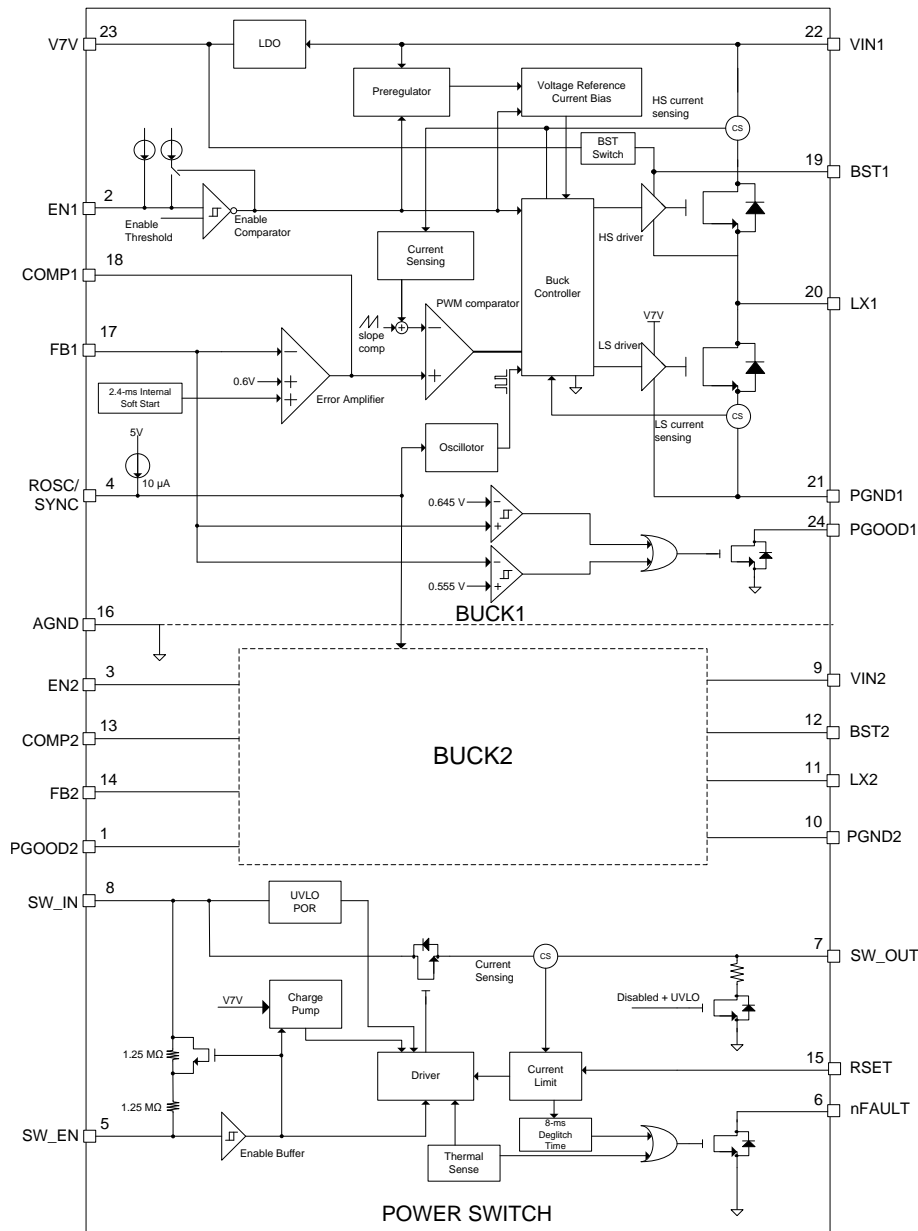 23
V7V
LDO
22
VIN1
Preregulator
Voltage Reference
Current Bias
HS current
sensing
CS
BST
Switch
19
BST1
2
EN1
Enable
Threshold
Enable
Comparator
HS driver
18
COMP1
Current
Sensing
Buck
Controller
20
LX1
PWM comparator
slope
comp
V7V
LS driver
17
FB1
0.6V
Error Amplifier
2.4-ms Internal
Soft Start
CS
LS current
sensing
5V
10 µA
Oscillotor
ROSC/
SYNC
4
21
PGND1
0.645 V
24
PGOOD1
0.555 V
BUCK1
16
AGND
3
EN2
9
VIN2
13
COMP2
12
BST2
BUCK2
14
FB2
11
LX2
1
PGOOD2
10
PGND2
8
SW_IN
UVLO
POR
Current
Sensing
CS
7
SW_OUT
V7V
Charge
Pump
Disabled + UVLO
1.25 MΩ
Driver
Current
Limit
15
RSET
1.25 MΩ
6
nFAULT
5
SW_EN
Enable Buffer
8-ms
Deglitch
Time
Thermal
Sense
POWER SWITCH